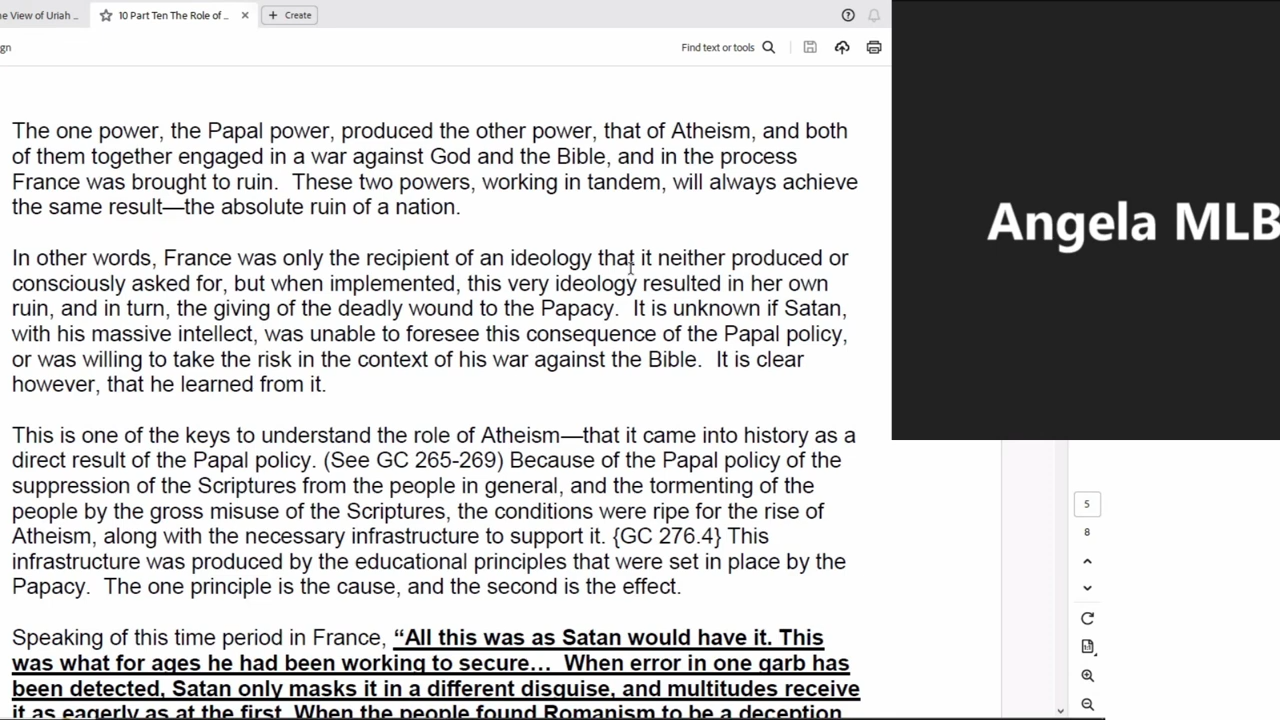 he View of Uriah ...
10 Part Ten The Role of ...
Create
gn
Find text or tools
The one power, the Papal power, produced the other power, that of Atheism, and both
of them together engaged in a war against God and the Bible, and in the process
France was brought to ruin.  These two powers, working in tandem, will always achieve
the same result—the absolute ruin of a nation.
In other words, France was only the recipient of an ideology that it neither produced or
consciously asked for, but when implemented, this very ideology resulted in her own
ruin, and in turn, the giving of the deadly wound to the Papacy.  It is unknown if Satan,
with his massive intellect, was unable to foresee this consequence of the Papal policy,
or was willing to take the risk in the context of his war against the Bible.  It is clear
however, that he learned from it.
This is one of the keys to understand the role of Atheism—that it came into history as a
direct result of the Papal policy. (See GC 265-269) Because of the Papal policy of the
suppression of the Scriptures from the people in general, and the tormenting of the
people by the gross misuse of the Scriptures, the conditions were ripe for the rise of
Atheism, along with the necessary infrastructure to support it. {GC 276.4} This
infrastructure was produced by the educational principles that were set in place by the
Papacy.  The one principle is the cause, and the second is the effect.
Speaking of this time period in France, “All this was as Satan would have it. This
was what for ages he had been working to secure…  When error in one garb has
been detected, Satan only masks it in a different disguise, and multitudes receive
it as eagerly as at the first. When the people found Romanism to be a deception,
Angela MLB
5
8